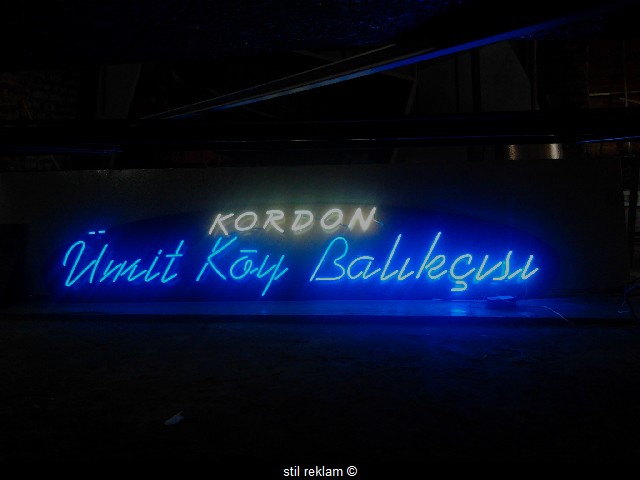 KORDON
Ümit Köy Balıkçısı
stil reklam ©